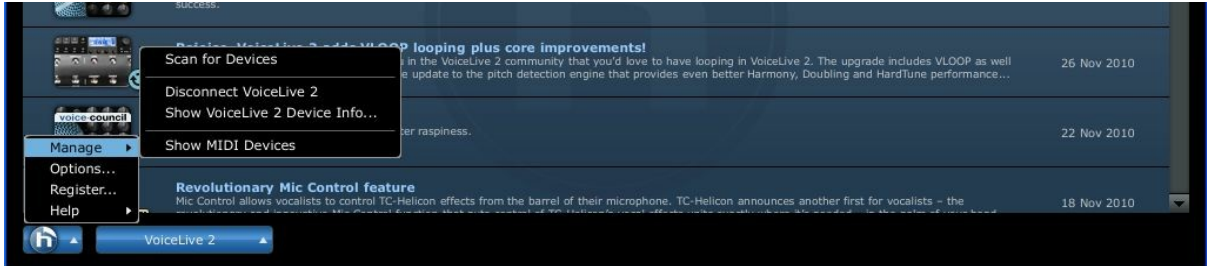 success.
looping plus core improvements!
in the VoiceLive 2 community that you'd love to have looping in VoiceLive 2. The upgrade includes VLOOP as well
e update to the pitch detection engine that provides even better Harmony, Doubling and HardTune performance...
26 Nov 2010
Scan for Devices
Disconnect VoiceLive 2
Show VoiceLive 2 Device Info...
Show MIDI Devices
voice council
ter raspiness.
22 Nov 2010
Manage
Options...
Register...
Help
Revolutionary Mic Control feature
Mic Control allows vocalists to control TC-Helicon effects from the barrel of their microphone. TC-Helicon announces another first for vocalists – the
18 Nov 2010
h
VoiceLive 2